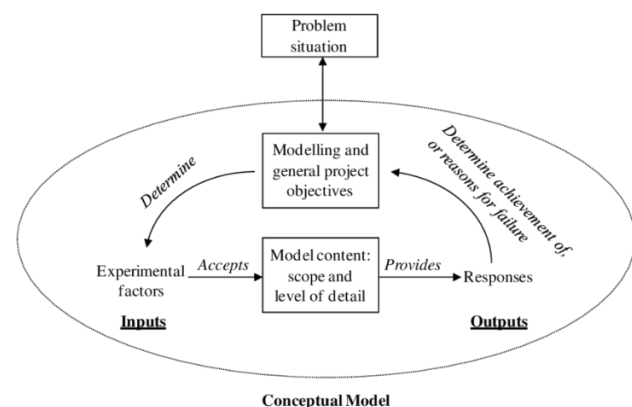 Problem
situation
Modelling and
general project
objectives
Determine
Determine achievement of,
or reasons for failure
Experimental
factors
Accepts
Model content:
scope and
level of detail
Provides
Responses
Inputs
Outputs
Conceptual Model